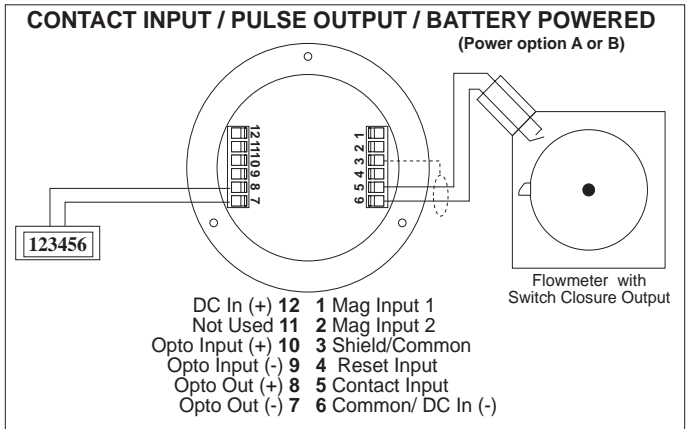 CONTACT INPUT / PULSE OUTPUT / BATTERY POWERED
(Power option A or B)
12 11 10 9 8 7
1 2 3 4 5 6
123456
Flowmeter with
Switch Closure Output
DC In (+) 12 1 Mag Input 1
Not Used 11 2 Mag Input 2
Opto Input (+) 10 3 Shield/Common
Opto Input (-) 9 4 Reset Input
Opto Out (+) 8 5 Contact Input
Opto Out (-) 7 6 Common/ DC In (-)